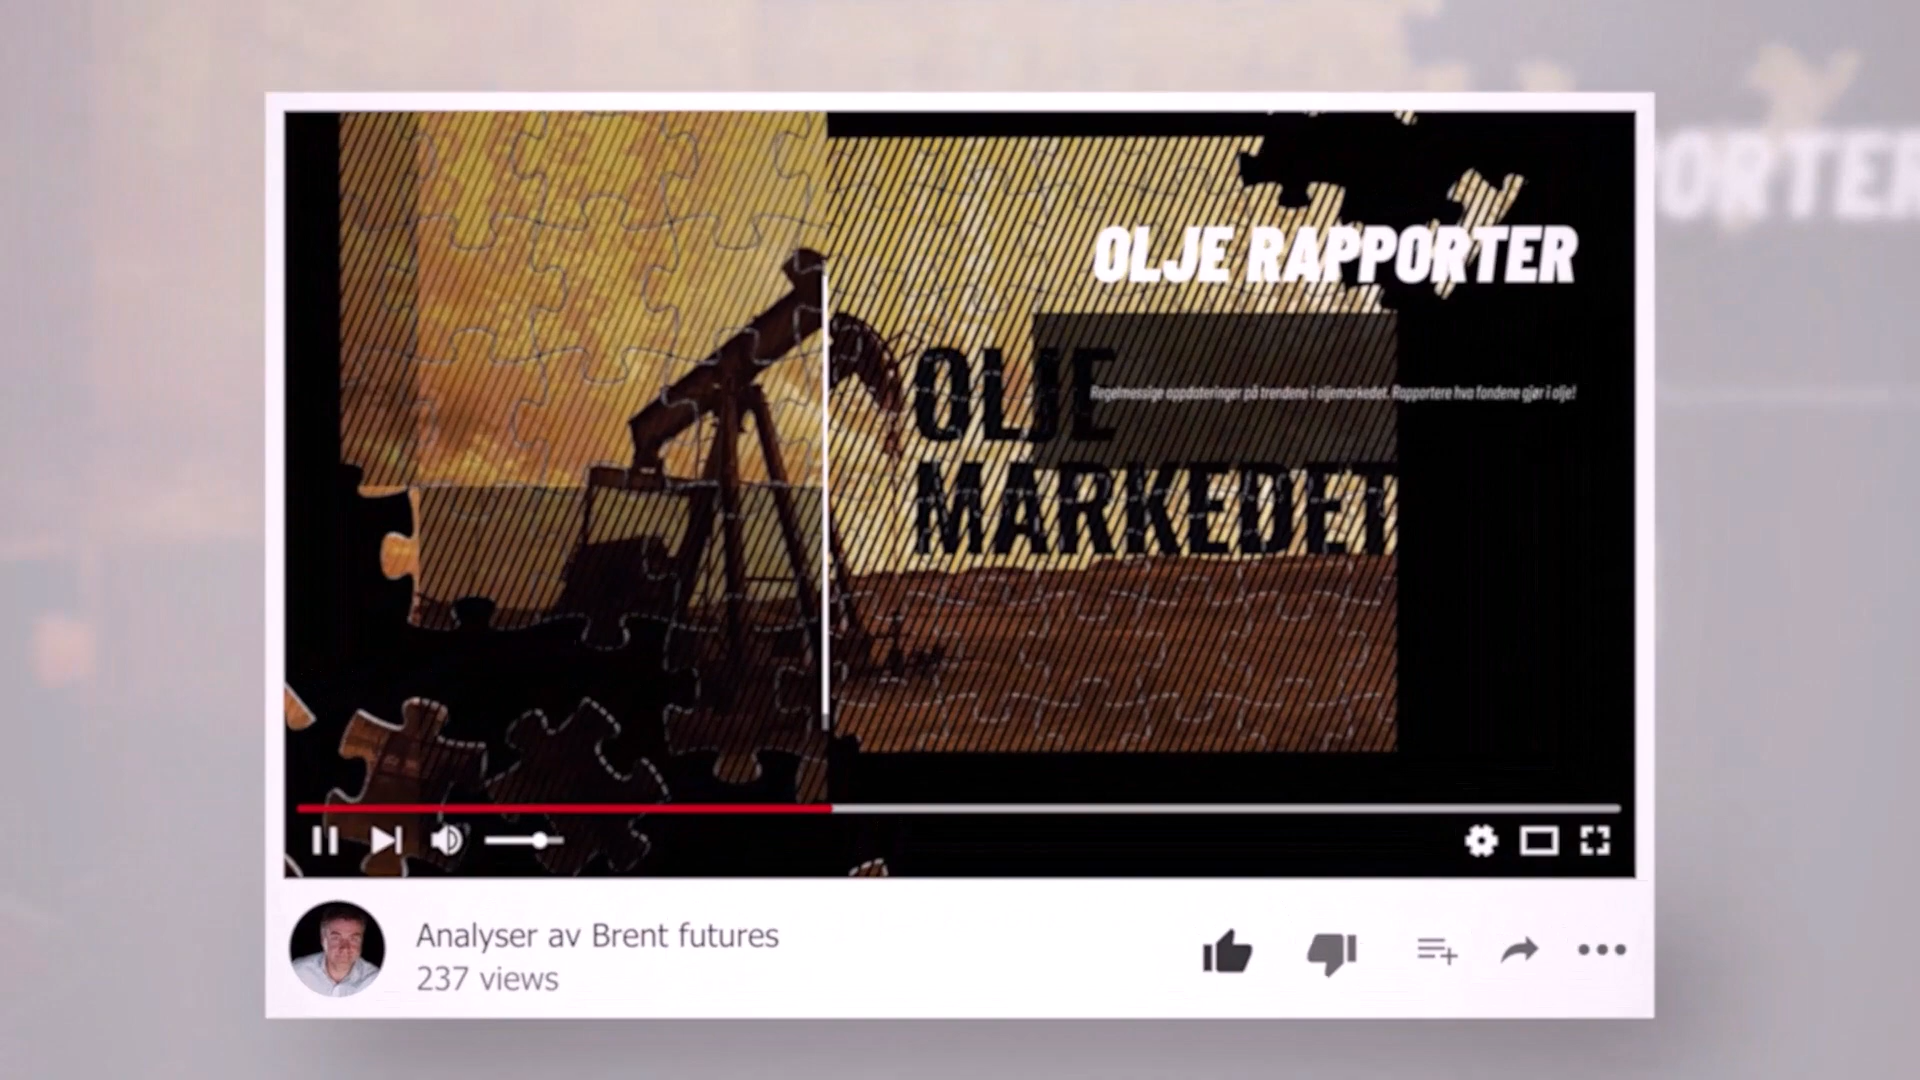 OLJE RAPPORTER
PORTER
OLJE
Regelmessige oppdateringer på trendene i oljemarkedet. Rapportere hva fondene gjør i olje!
MARKEDET
Analyser av Brent futures
237 views